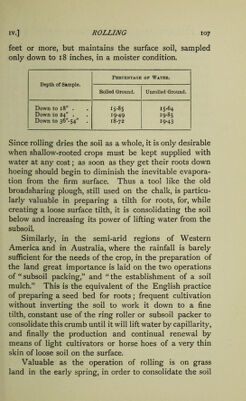 IV.] ROLLING 107
feet or more, but maintains the surface soil, sampled
only down to 18 inches, in a moister condition.
Depth of Sample. PERCENTAGE OF WATER.
Rolled Ground. Unrolled Ground.
Down to 18" . . 15·85 15·64
Down to 24" . . 19·49 19·85
Down to 36"-54" . 18·72 19·43
Since rolling dries the soil as a whole, it is only desirable
when shallow-rooted crops must be kept supplied with
water at any cost; as soon as they get their roots down
hoeing should begin to diminish the inevitable evapora-
tion from the firm surface. Thus a tool like the old
broadsharing plough, still used on the chalk, is particu-
larly valuable in preparing a tilth for roots, for, while
creating a loose surface tilth, it is consolidating the soil
below and increasing its power of lifting water from the
subsoil.
Similarly, in the semi-arid regions of Western
America and in Australia, where the rainfall is barely
sufficient for the needs of the crop, in the preparation of
the land great importance is laid on the two operations
of "subsoil packing," and "the establishment of a soil
mulch." This is the equivalent of the English practice
of preparing a seed bed for roots; frequent cultivation
without inverting the soil to work it down to a fine
tilth, constant use of the ring roller or subsoil packer to
consolidate this crumb until it will lift water by capillarity,
and finally the production and continual renewal by
means of light cultivators or horse hoes of a very thin
skin of loose soil on the surface.
Valuable as the operation of rolling is on grass
land in the early spring, in order to consolidate the soil